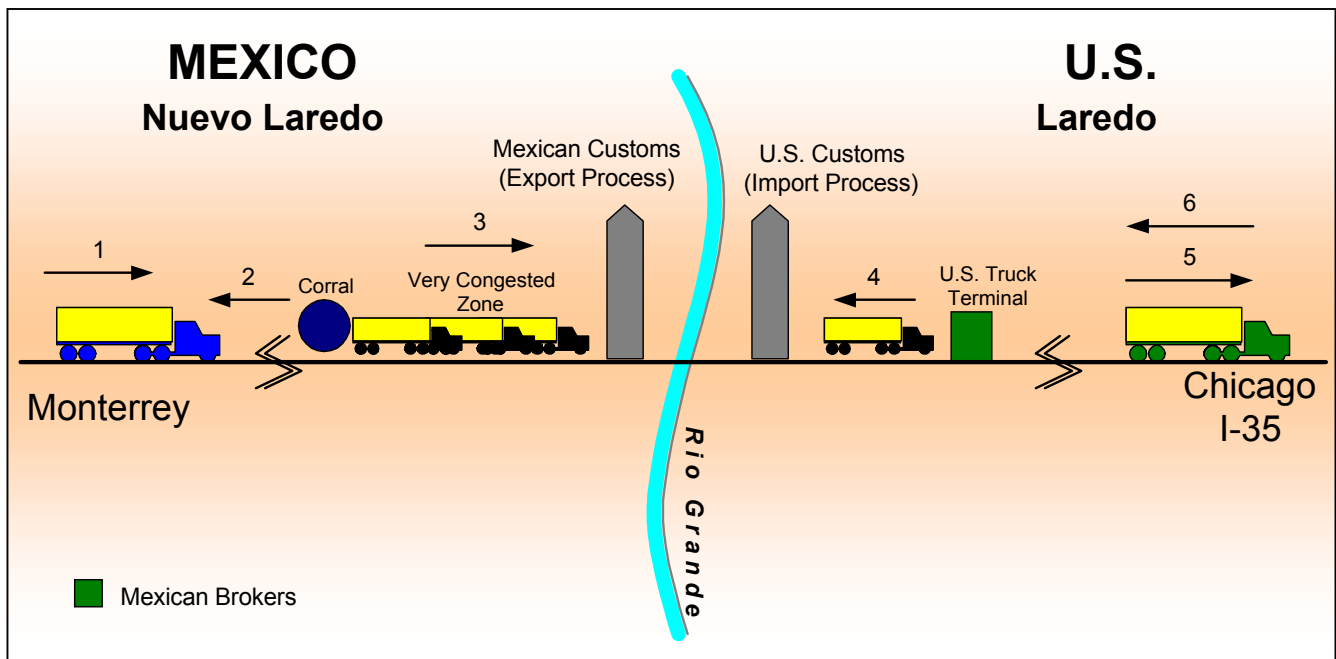 MEXICO
Nuevo Laredo
U.S.
Laredo
Mexican Customs
(Export Process)
U.S. Customs
(Import Process)
1
2
3
4
6
5
Corral
Very Congested
Zone
U.S. Truck
Terminal
Monterrey
Chicago
I-35
Rio Grande
Mexican Brokers